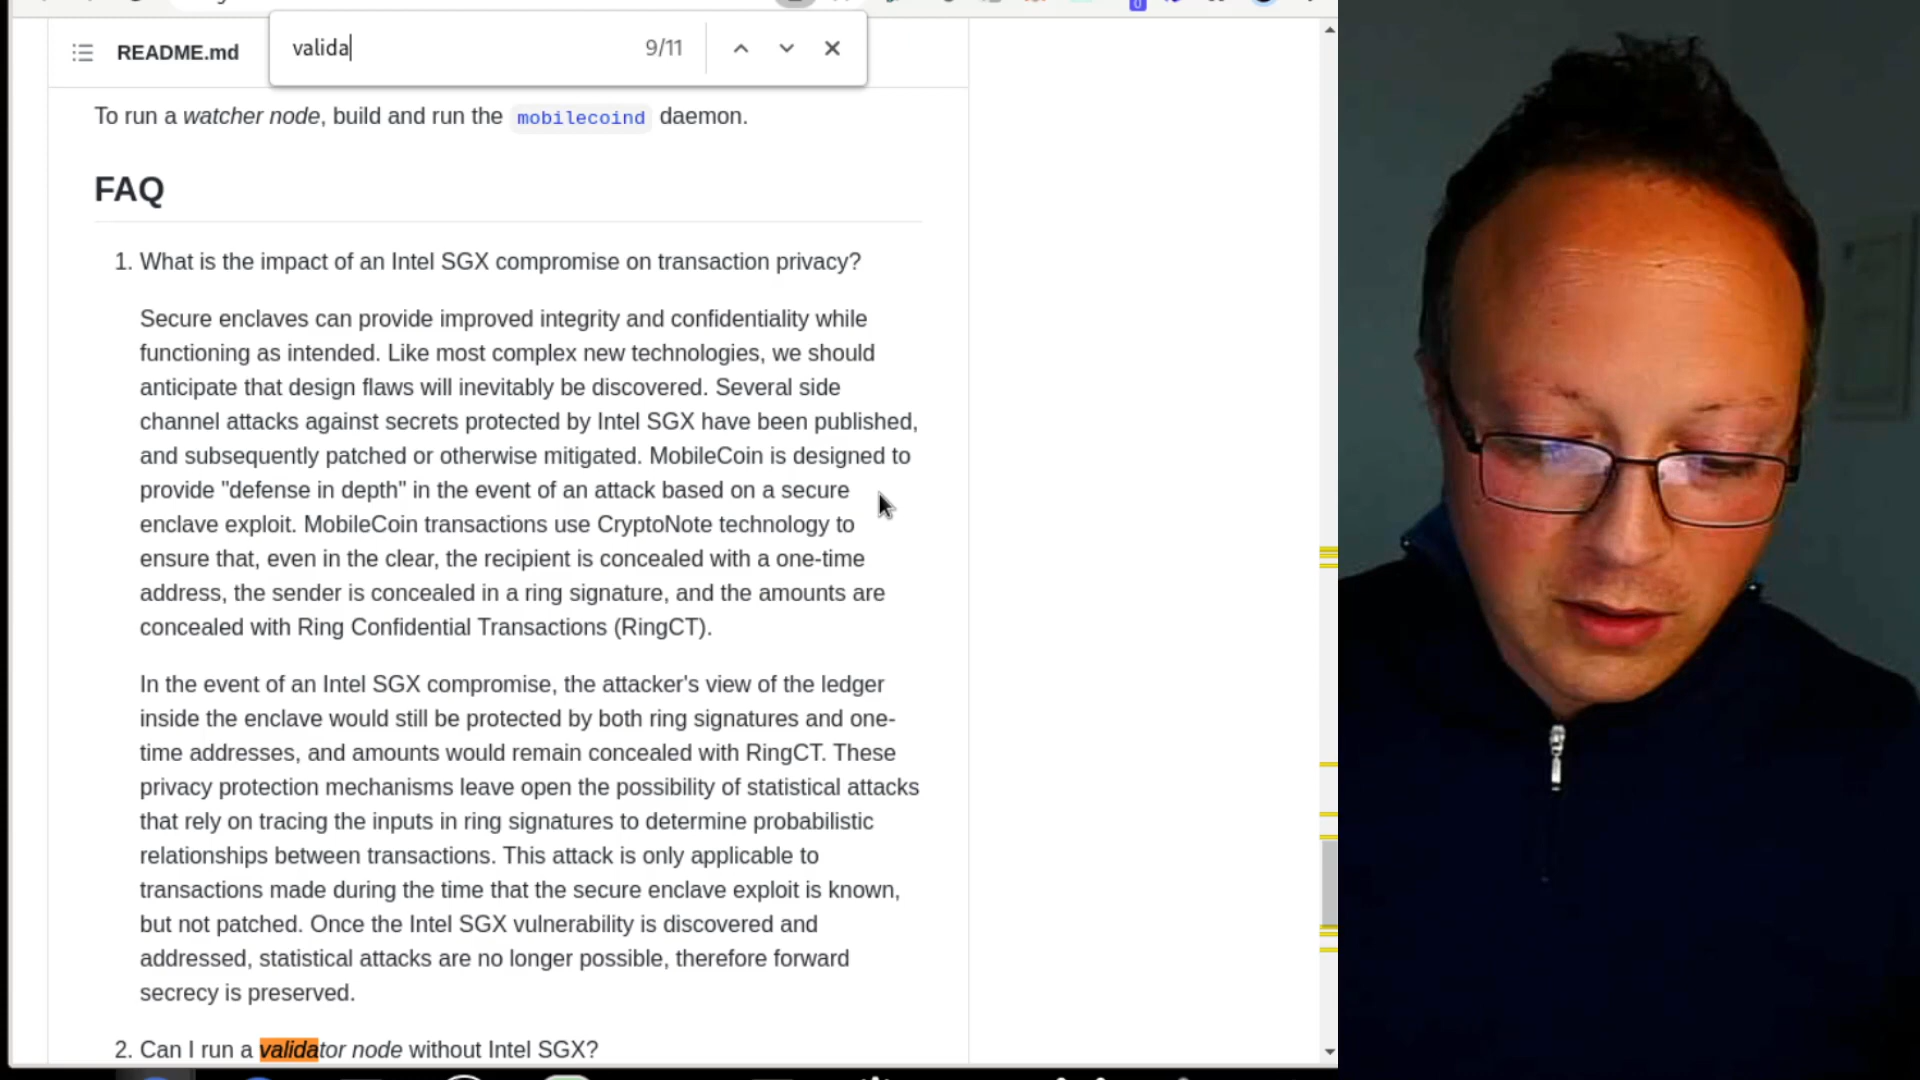 README.md
valida
9/11
To run a watcher node, build and run the mobilecoind daemon.
FAQ
1. What is the impact of an Intel SGX compromise on transaction privacy?
Secure enclaves can provide improved integrity and confidentiality while
functioning as intended. Like most complex new technologies, we should
anticipate that design flaws will inevitably be discovered. Several side
channel attacks against secrets protected by Intel SGX have been published,
and subsequently patched or otherwise mitigated. MobileCoin is designed to
provide "defense in depth" in the event of an attack based on a secure
enclave exploit. MobileCoin transactions use CryptoNote technology to
ensure that, even in the clear, the recipient is concealed with a one-time
address, the sender is concealed in a ring signature, and the amounts are
concealed with Ring Confidential Transactions (RingCT).
In the event of an Intel SGX compromise, the attacker's view of the ledger
inside the enclave would still be protected by both ring signatures and one-
time addresses, and amounts would remain concealed with RingCT. These
privacy protection mechanisms leave open the possibility of statistical attacks
that rely on tracing the inputs in ring signatures to determine probabilistic
relationships between transactions. This attack is only applicable to
transactions made during the time that the secure enclave exploit is known,
but not patched. Once the Intel SGX vulnerability is discovered and
addressed, statistical attacks are no longer possible, therefore forward
secrecy is preserved.
2. Can I run a validator node without Intel SGX?